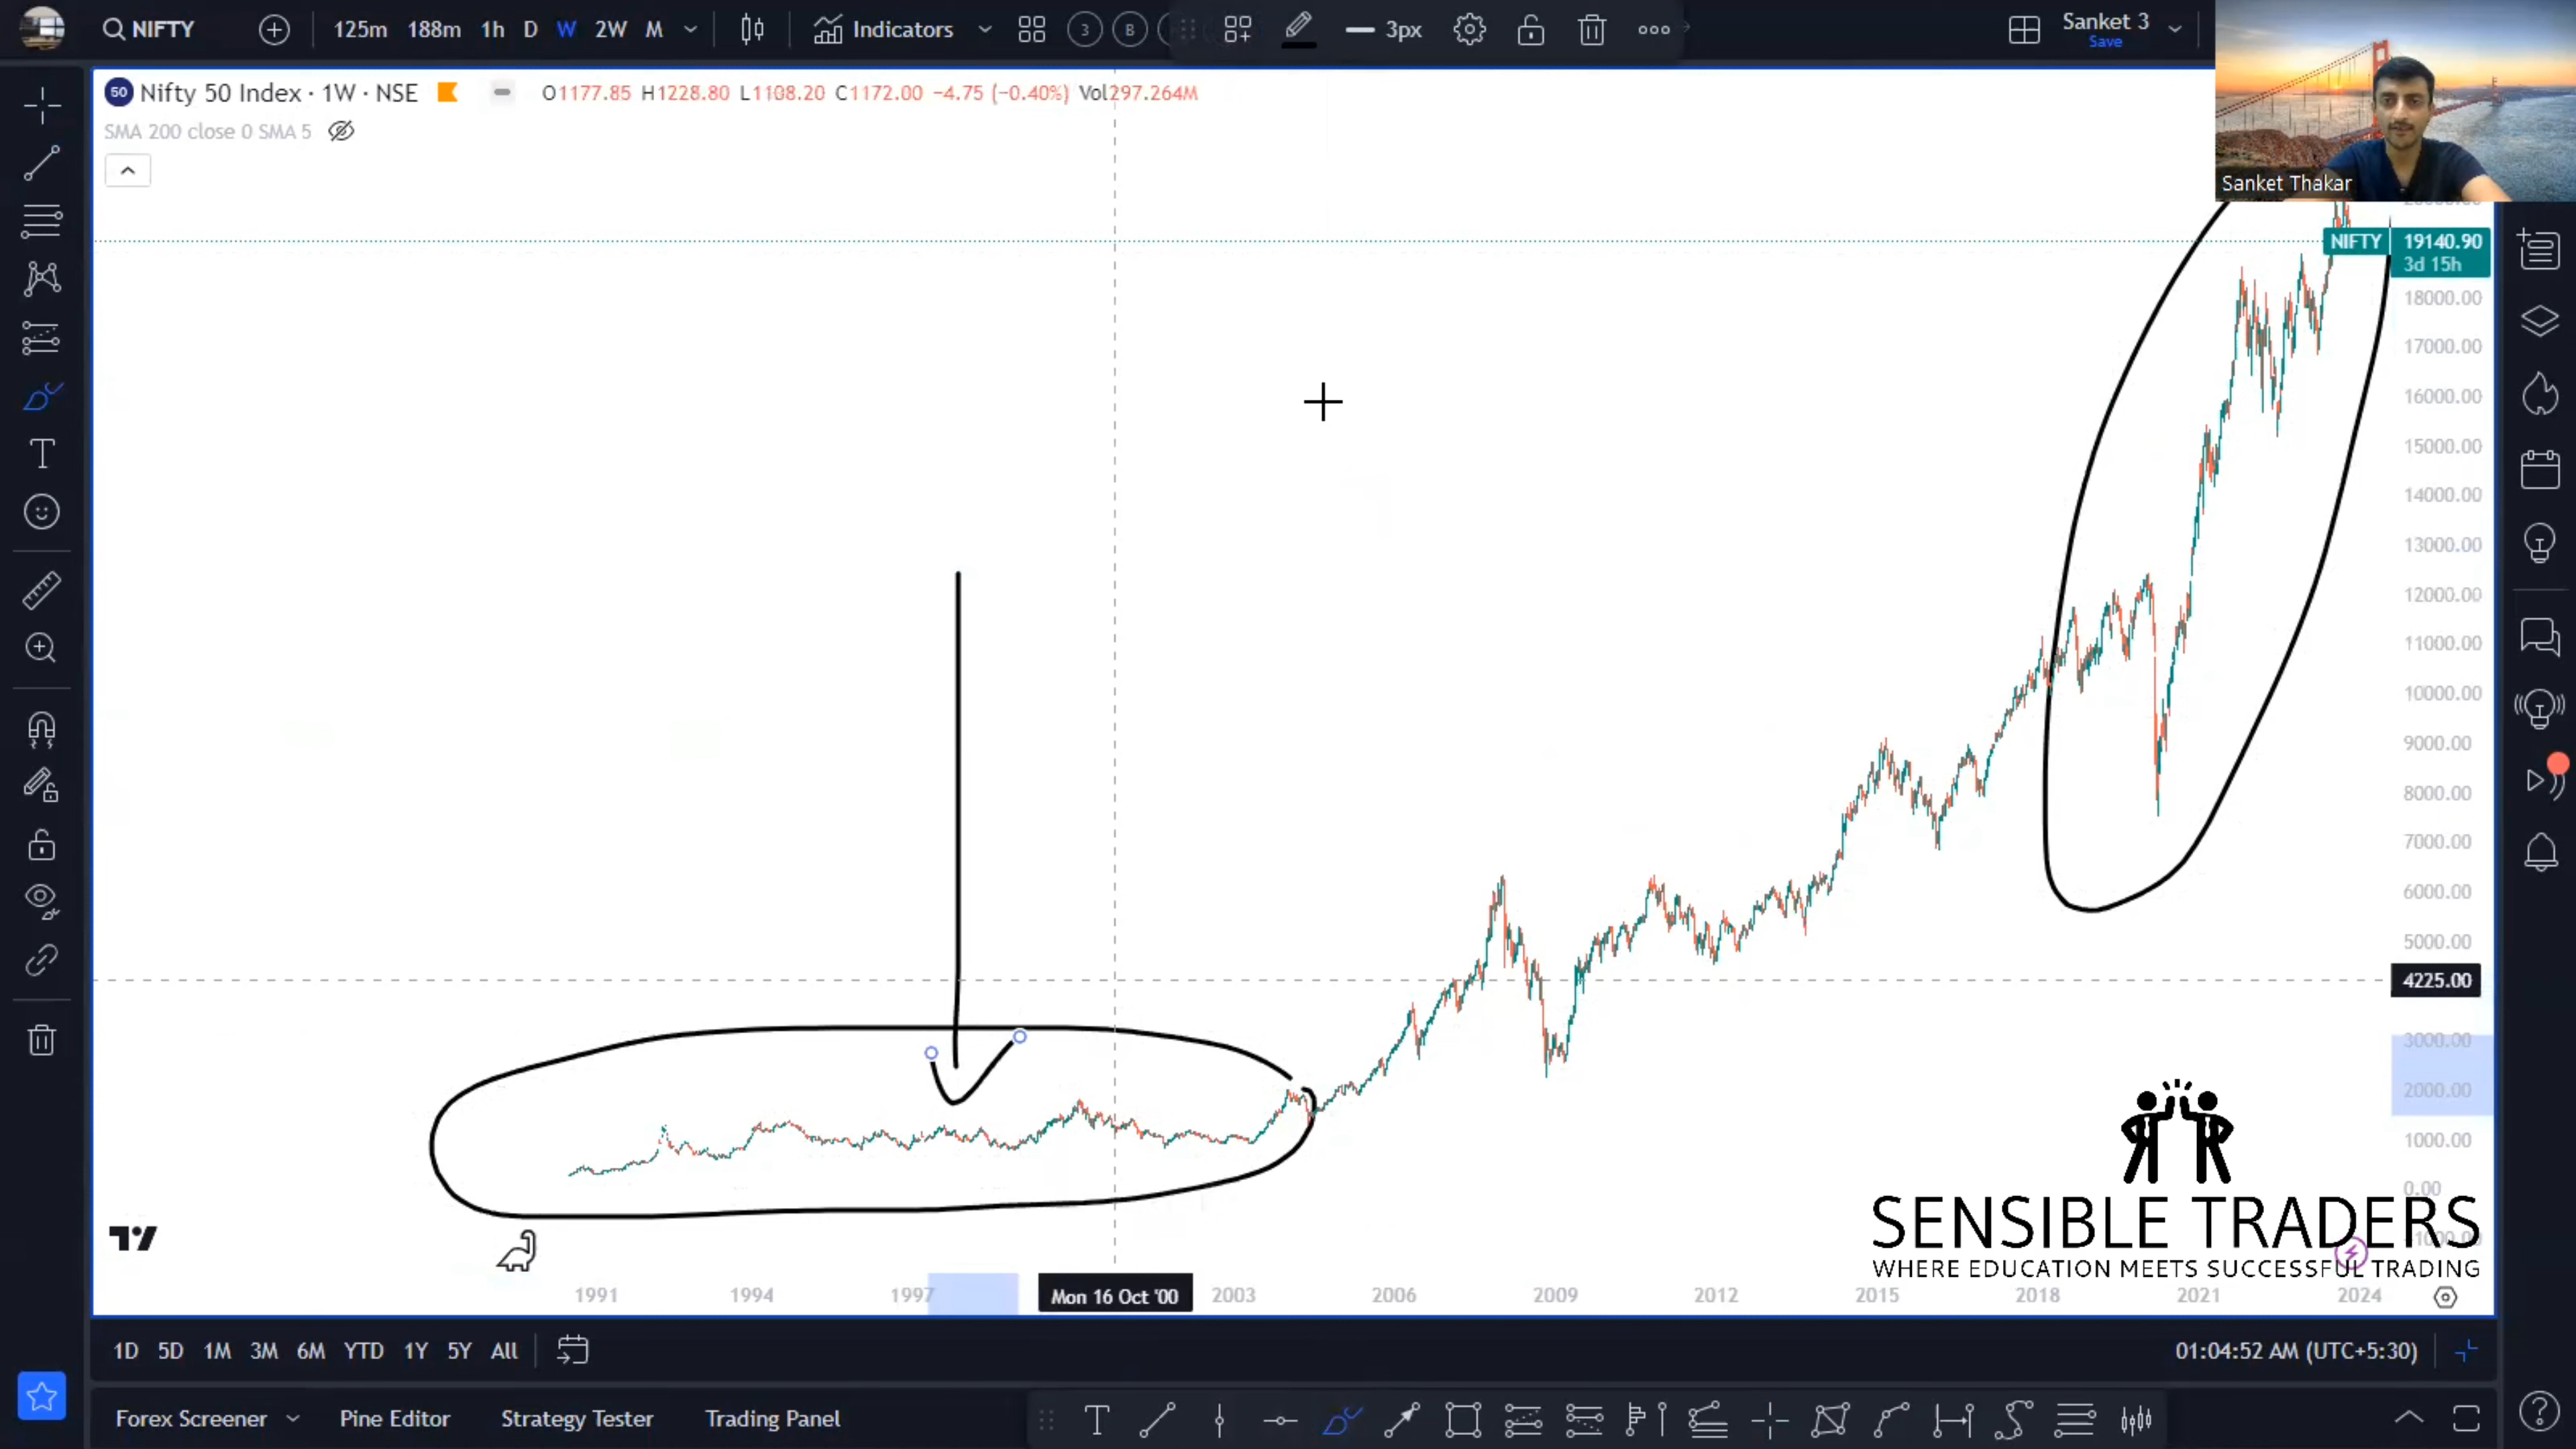 NIFTY
125m 188m 1h D W 2W M
Indicators
3 B
3px
Sanket 3
Save
50 Nifty 50 Index · 1W · NSE
O1177.85 H1228.80 L1108.20 C1172.00 −4.75 (−0.40%) Vol297.264M
SMA 200 close 0 SMA 5
Sanket Thakar
NIFTY 19140.90
3d 15h
18000.00
17000.00
16000.00
15000.00
14000.00
13000.00
12000.00
11000.00
10000.00
9000.00
8000.00
7000.00
6000.00
5000.00
4225.00
3000.00
2000.00
1000.00
0.00
SENSIBLE TRADERS
WHERE EDUCATION MEETS SUCCESSFUL TRADING
1991 1994 1997 Mon 16 Oct '00 2003 2006 2009 2012 2015 2018 2021 2024
1D 5D 1M 3M 6M YTD 1Y 5Y All
01:04:52 AM (UTC+5:30)
Forex Screener Pine Editor Strategy Tester Trading Panel